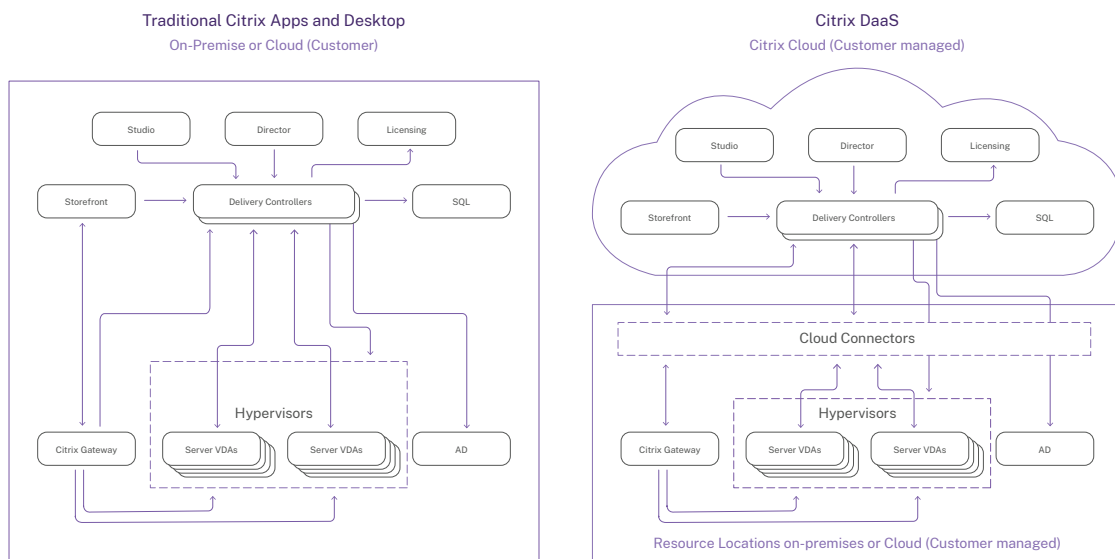 Traditional Citrix Apps and Desktop
On-Premise or Cloud (Customer)
Studio
Director
Licensing
Storefront
Delivery Controllers
SQL
Hypervisors
Citrix Gateway
Server VDAs
Server VDAs
AD
Citrix DaaS
Citrix Cloud (Customer managed)
Studio
Director
Licensing
Storefront
Delivery Controllers
SQL
Cloud Connectors
Hypervisors
Citrix Gateway
Server VDAs
Server VDAs
AD
Resource Locations on-premises or Cloud (Customer managed)